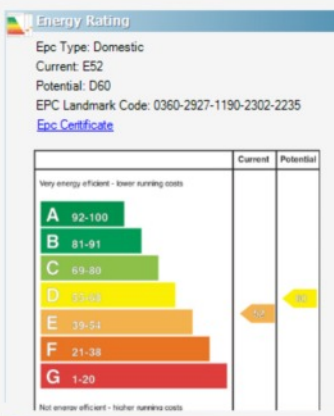 Energy Rating
Epc Type: Domestic
Current: E52
Potential: D60
EPC Landmark Code: 0360-2927-1190-2302-2235
Epc Certificate
Current Potential
Very energy efficient - lower running costs
A 92-100
B 81-91
C 69-80
D 55-68
E 39-54
F 21-38
G 1-20
Not energy efficient - higher running costs